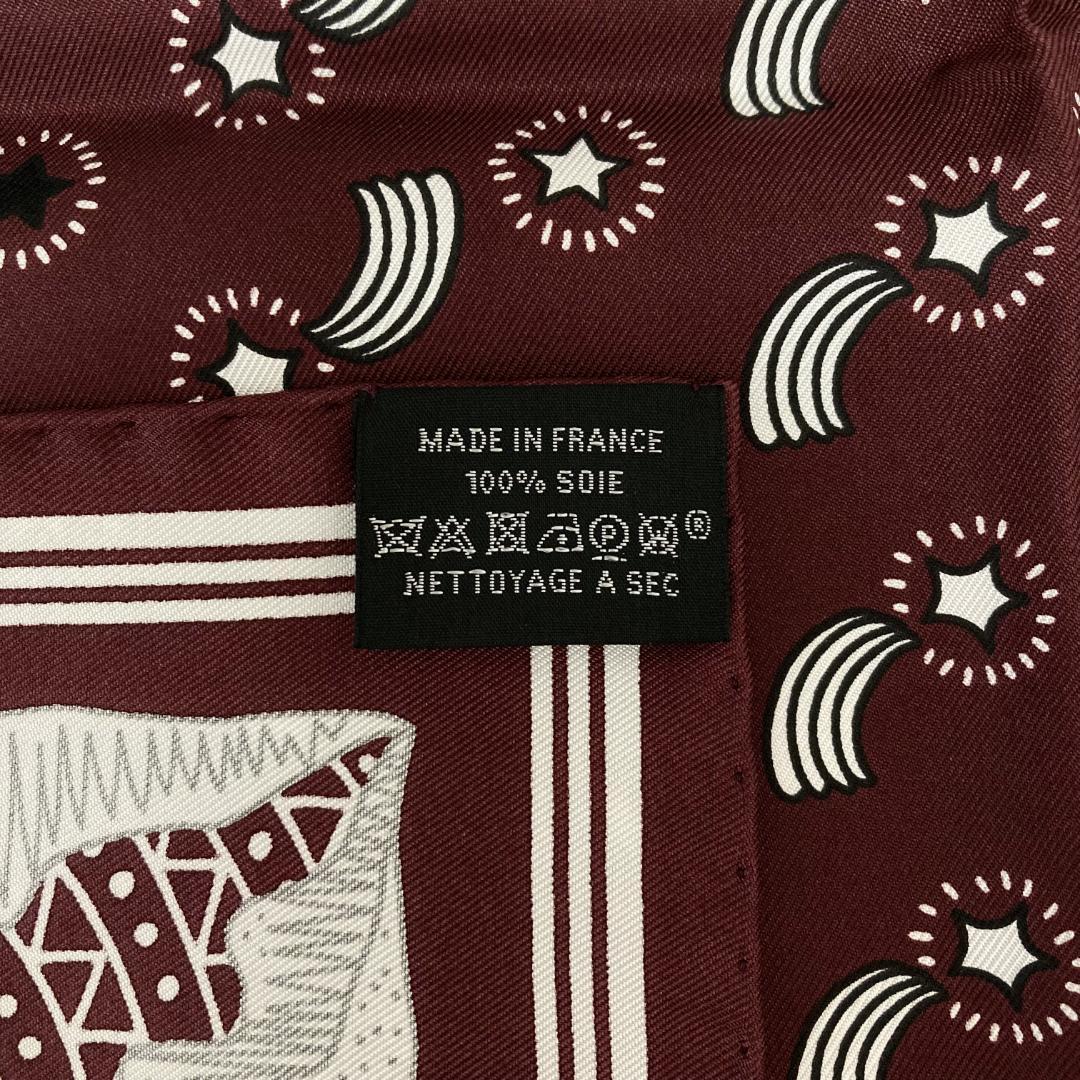 MADE IN FRANCE
100% SOIE
P ®
NETTOYAGE A SEC